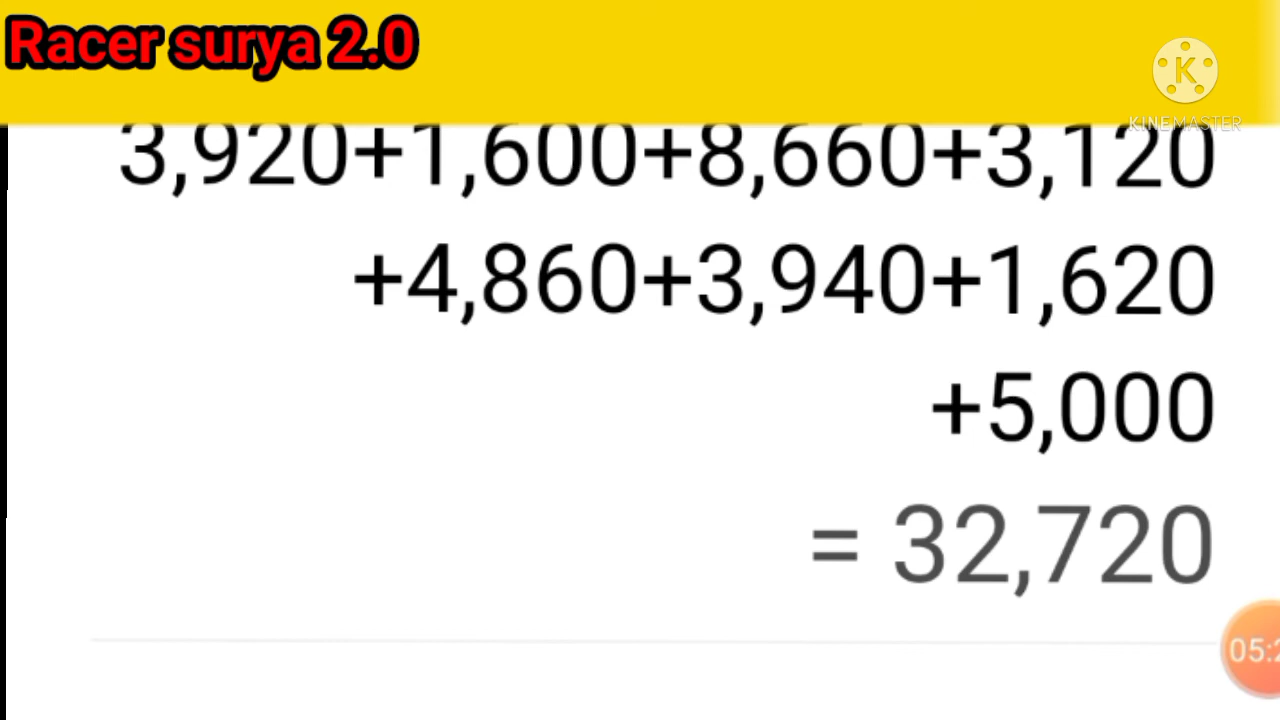 Racer surya 2.0
K
KINEMASTER
3,920+1,600+8,660+3,120
+4,860+3,940+1,620
+5,000
= 32,720